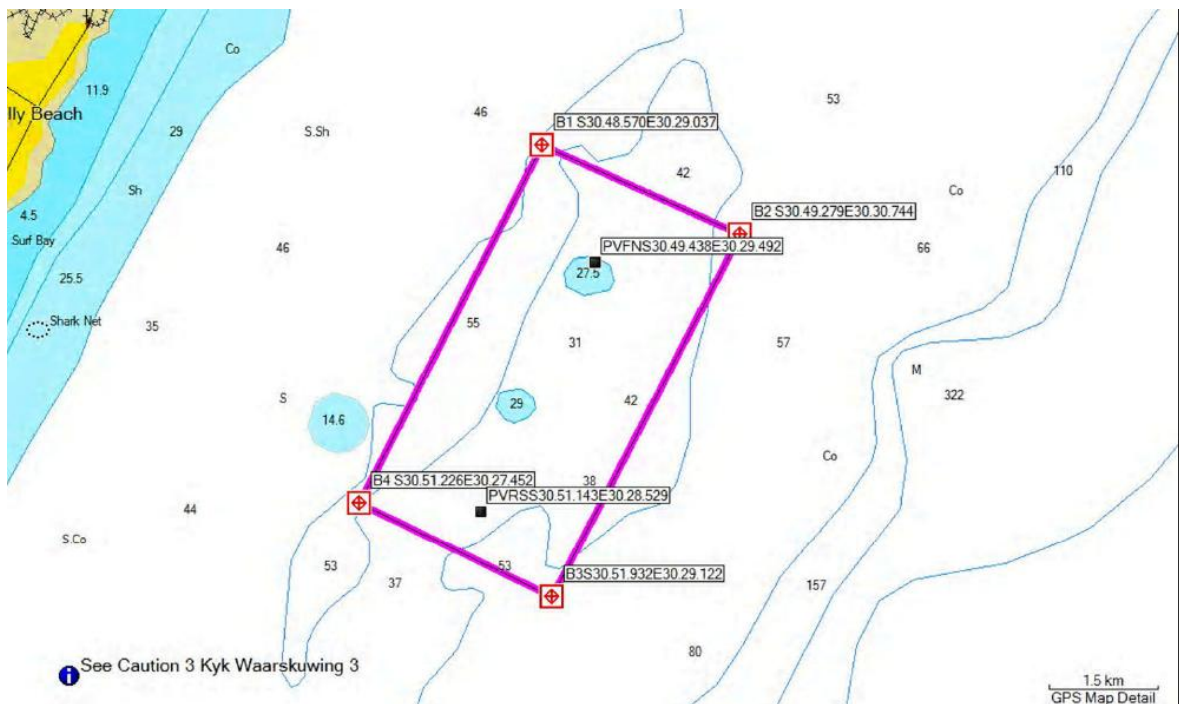 Co
11.9
46
53
lly Beach
B1 S30.48.570E30.29.037
29
S.Sh
42
110
Sh
Co
4.5
B2 S30.49.279E30.30.744
Surf Bay
46
PVFNS30.49.438E30.29.492
66
25.5
27.5
Shark Net
35
55
31
57
M
322
S
29
42
14.6
Co
B4 S30.51.226E30.27.452
38
PVRSS30.51.143E30.28.529
44
S.Co
53
53
B3S30.51.932E30.29.122
37
157
80
See Caution 3 Kyk Waarskuwing 3
1.5 km
GPS Map Detail